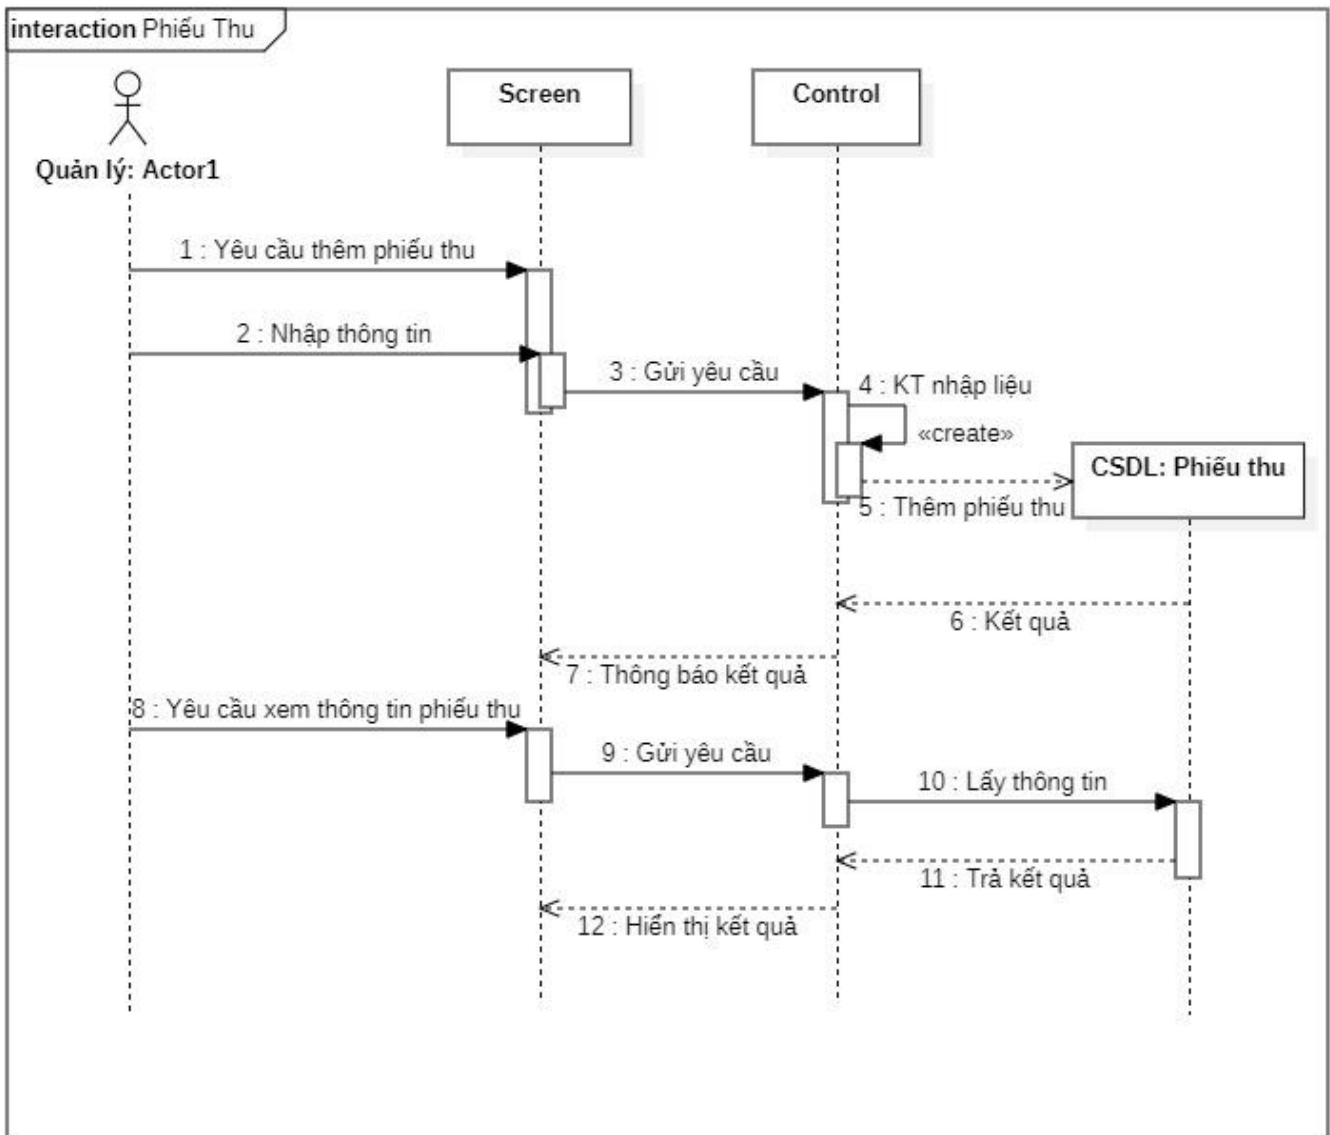 interaction Phiếu Thu
Screen
Control
Quản lý: Actor1
1 : Yêu cầu thêm phiếu thu
2 : Nhập thông tin
3 : Gửi yêu cầu
4 : KT nhập liệu
«create»
CSDL: Phiếu thu
5 : Thêm phiếu thu
6 : Kết quả
7 : Thông báo kết quả
8 : Yêu cầu xem thông tin phiếu thu
9 : Gửi yêu cầu
10 : Lấy thông tin
11 : Trả kết quả
12 : Hiển thị kết quả